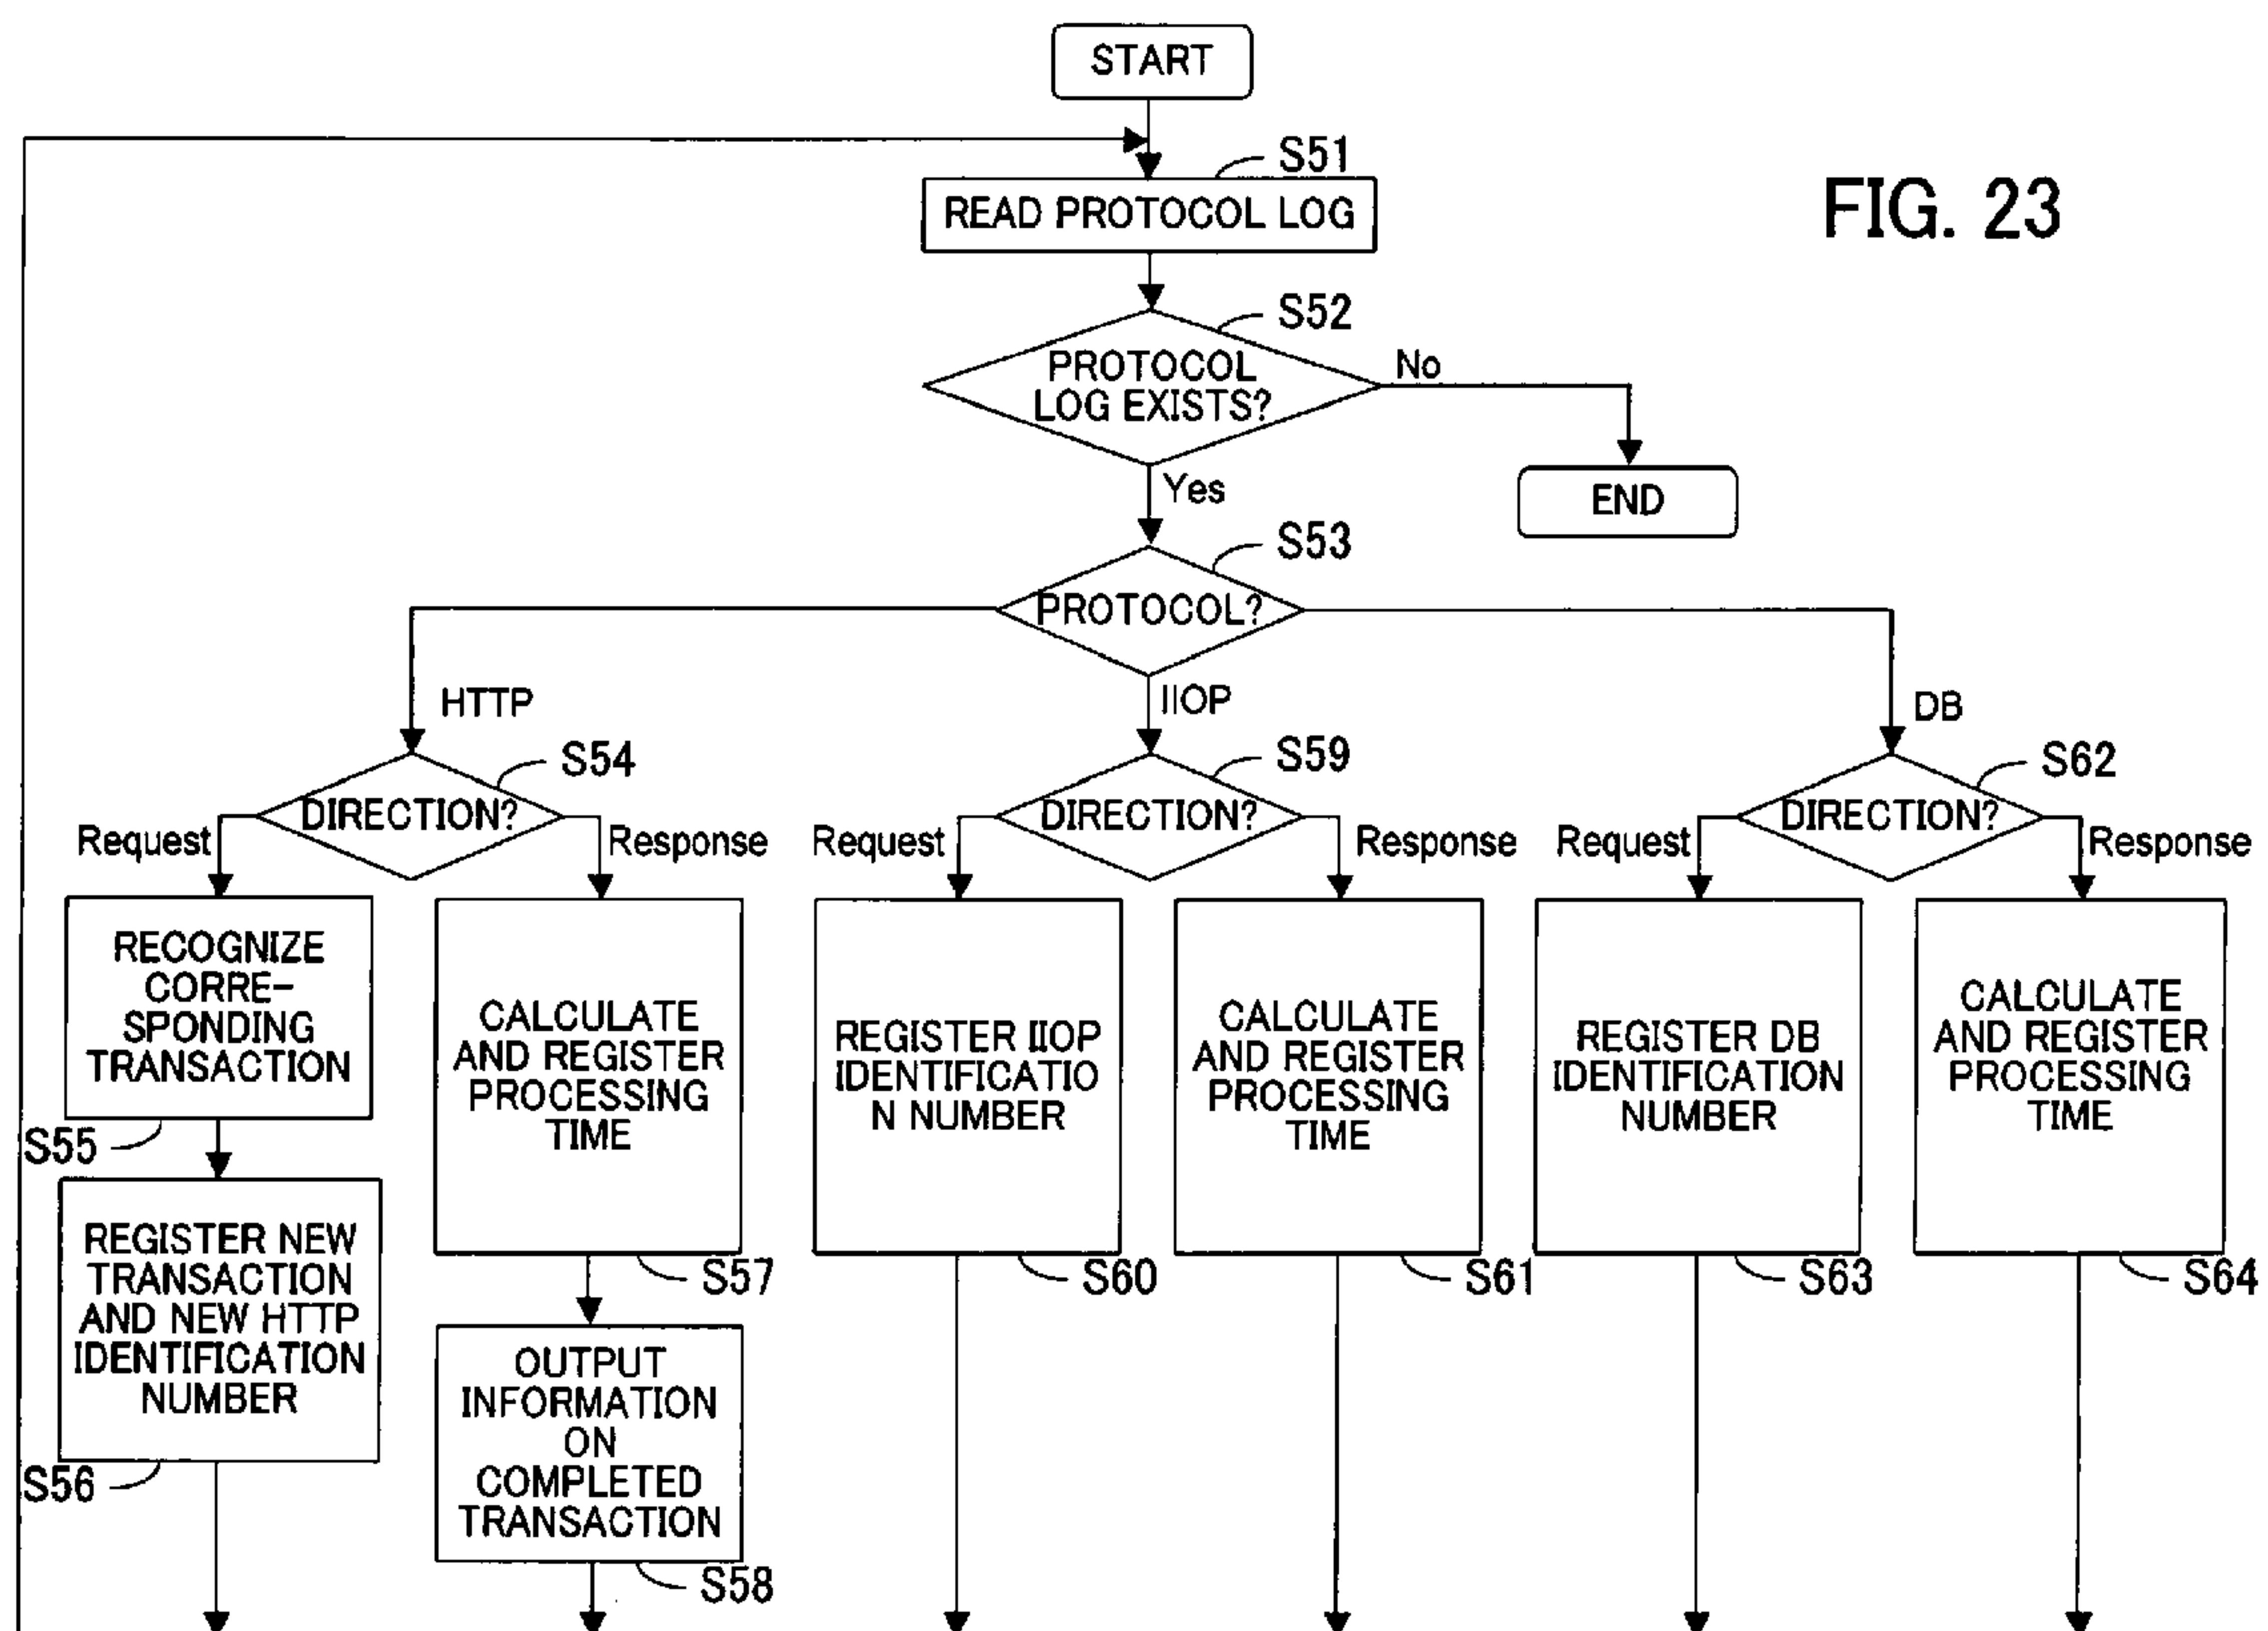 START
S51
READ PROTOCOL LOG
FIG. 23
S52
PROTOCOL
LOG EXISTS?
No
Yes
END
S53
PROTOCOL?
HTTP
IIOP
DB
S54
DIRECTION?
Request
Response
S59
DIRECTION?
Request
Response
S62
DIRECTION?
Request
Response
RECOGNIZE
CORRE-
SPONDING
TRANSACTION
S55
REGISTER NEW
TRANSACTION
AND NEW HTTP
IDENTIFICATION
NUMBER
S56
CALCULATE
AND REGISTER
PROCESSING
TIME
S57
OUTPUT
INFORMATION
ON
COMPLETED
TRANSACTION
S58
REGISTER IIOP
IDENTIFICATIO
N NUMBER
S60
CALCULATE
AND REGISTER
PROCESSING
TIME
S61
REGISTER DB
IDENTIFICATION
NUMBER
S63
CALCULATE
AND REGISTER
PROCESSING
TIME
S64